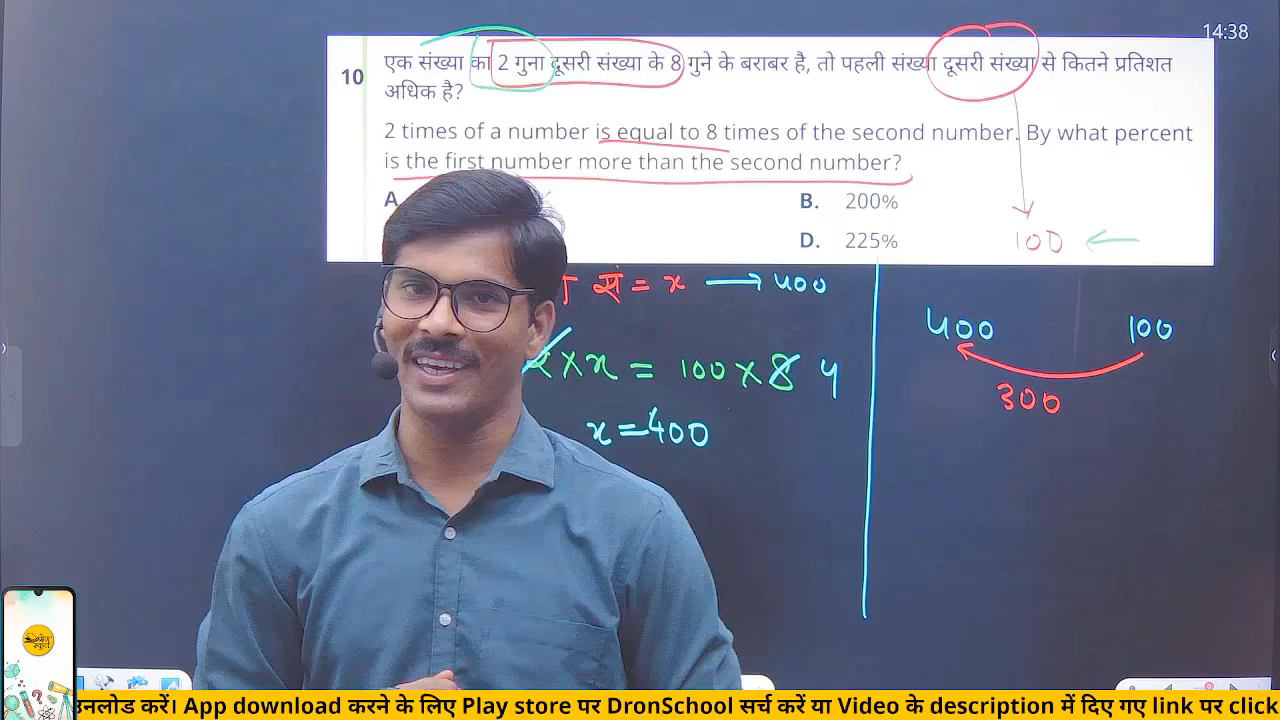 14:38
10 एक संख्या का 2 गुना दूसरी संख्या के 8 गुने के बराबर है, तो पहली संख्या दूसरी संख्या से कितने प्रतिशत
अधिक है?
2 times of a number is equal to 8 times of the second number. By what percent
is the first number more than the second number?
A. B. 200%
D. 225%
100
सं = x → 400
400 100
300
2 × x = 100 × 8 4
x = 400
उनलोड करें। App download करने के लिए Play store पर DronSchool सर्च करें या Video के description में दिए गए link पर click